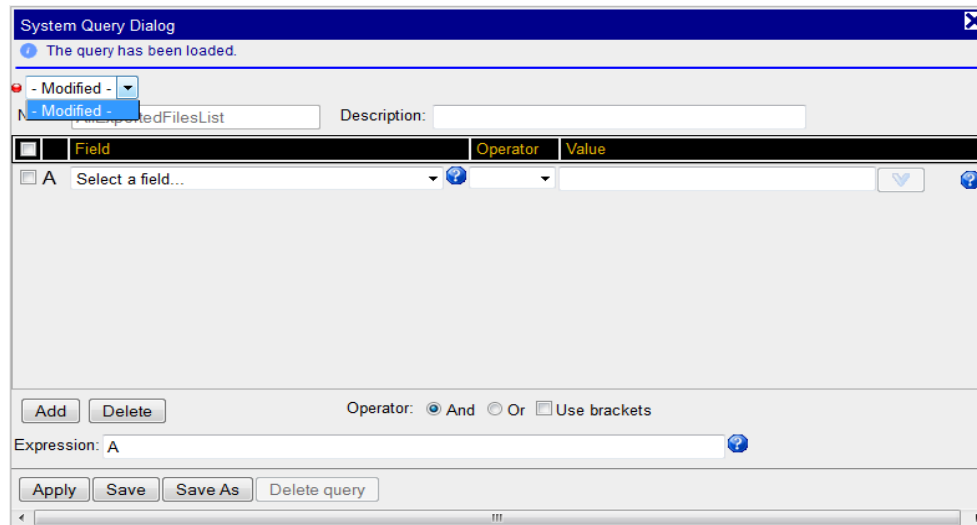 System Query Dialog
The query has been loaded.
- Modified -
- Modified -
Description:
Field Operator Value
A Select a field...
Add Delete Operator: And Or Use brackets
Expression: A
Apply Save Save As Delete query